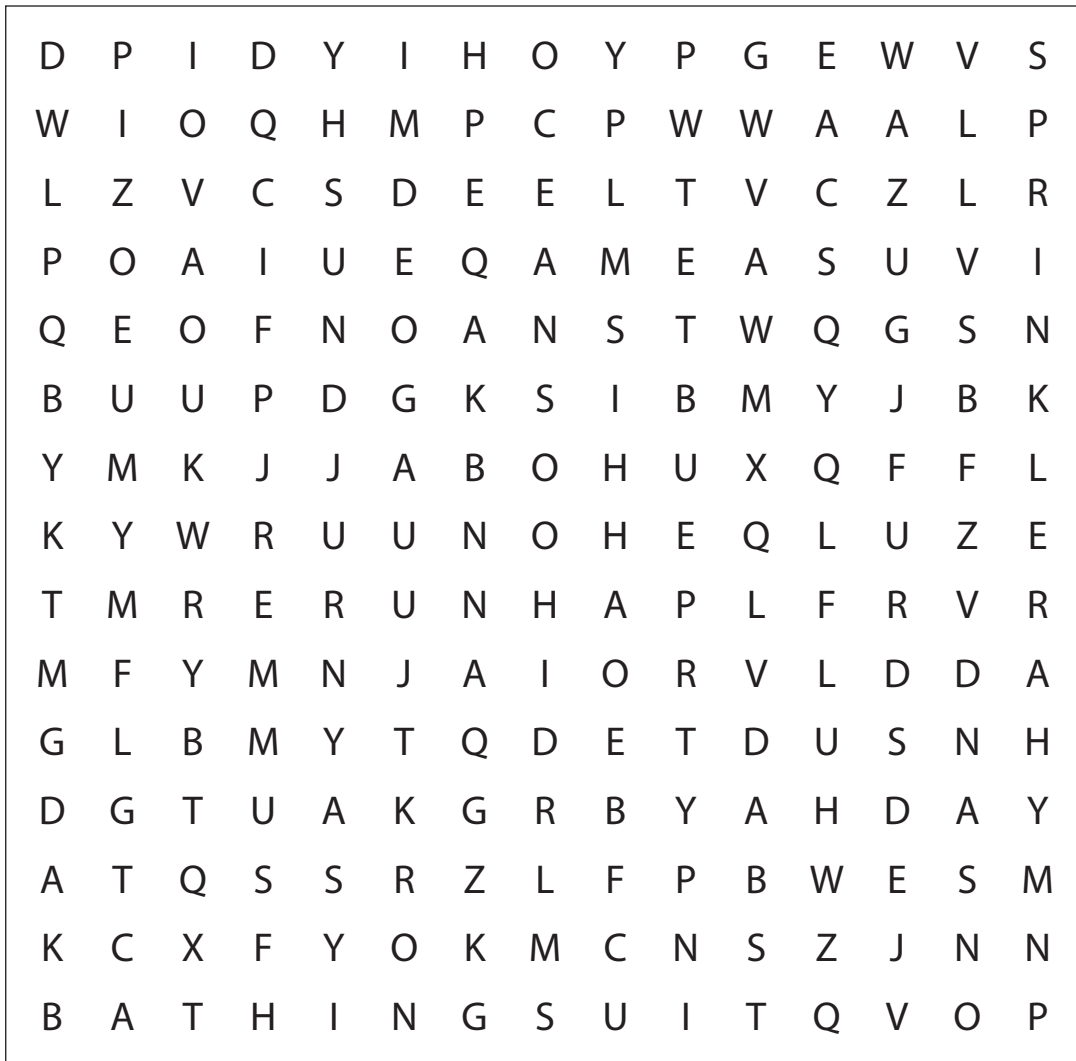 D P I D Y I H O Y P G E W V S
W I O Q H M P C P W W A A L P
L Z V C S D E E L T V C Z L R
P O A I U E Q A M E A S U V I
Q E O F N O A N S T W Q G S N
B U U P D G K S I B M Y J B K
Y M K J J A B O H U X Q F F L
K Y W R U U N O H E Q L U Z E
T M R E R U N H A P L F R V R
M F Y M N J A I O R V L D D A
G L B M Y T Q D E T D U S N H
D G T U A K G R B Y A H D A Y
A T Q S S R Z L F P B W E S M
K C X F Y O K M C N S Z J N N
B A T H I N G S U I T Q V O P